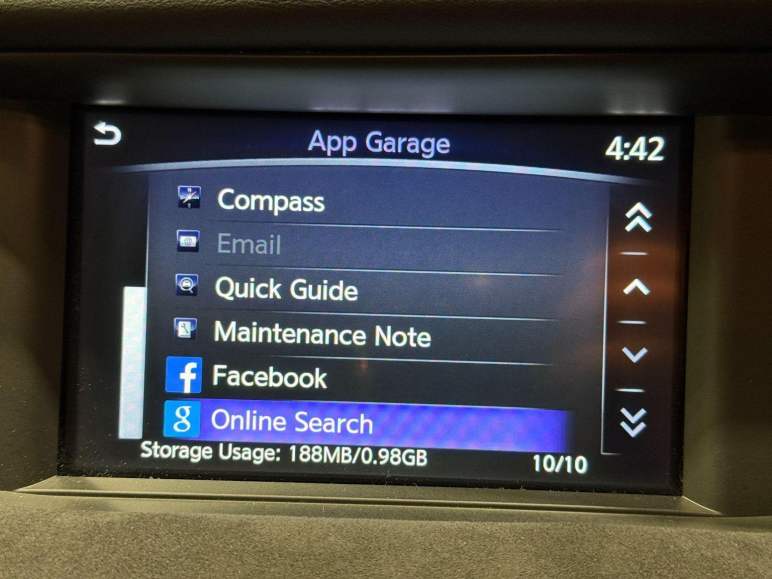 App Garage
4:42
Compass
Email
Quick Guide
Maintenance Note
f Facebook
g Online Search
Storage Usage: 188MB/0.98GB
10/10